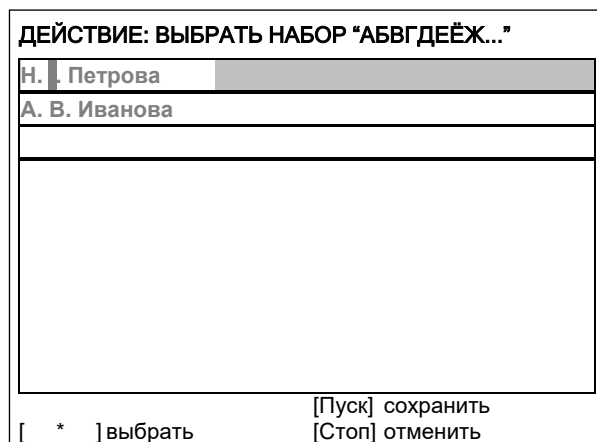 ДЕЙСТВИЕ: ВЫБРАТЬ НАБОР “АБВГДЕЁЖ...”
Н. . Петрова
А. В. Иванова
[Пуск] сохранить
[ * ] выбрать [Стоп] отменить